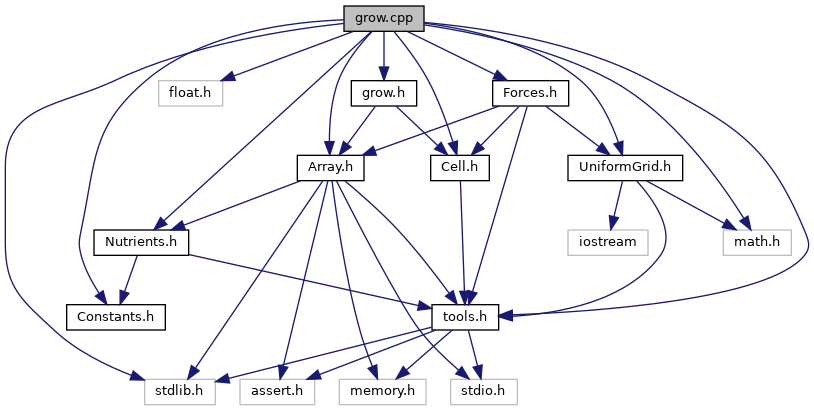 grow.cpp
float.h
grow.h
Forces.h
Array.h
Cell.h
UniformGrid.h
Nutrients.h
iostream
math.h
Constants.h
tools.h
stdlib.h
assert.h
memory.h
stdio.h